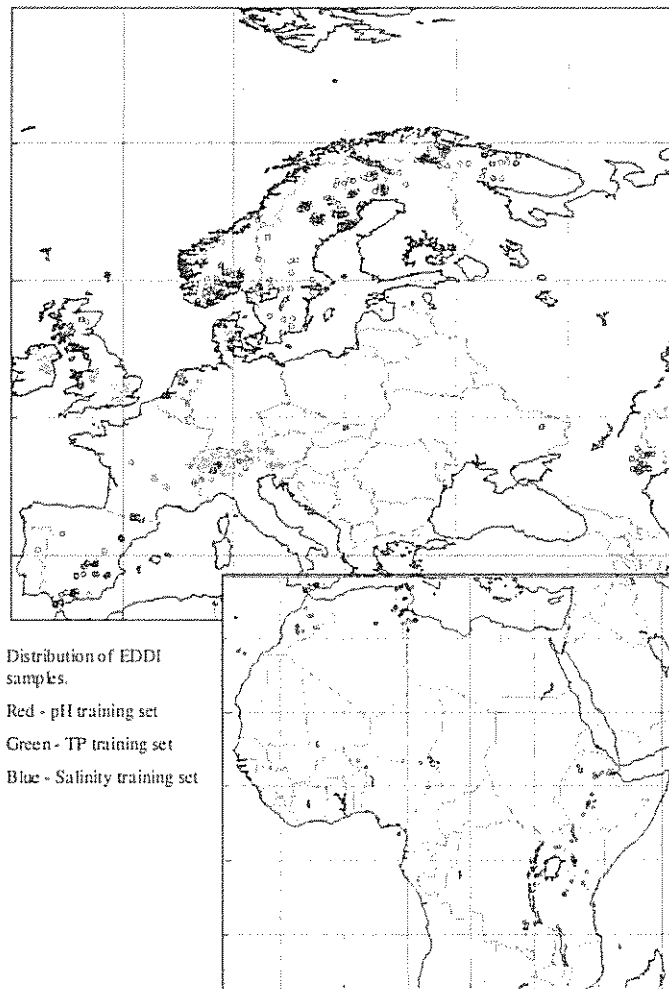 Distribution of EDDI
samples.
Red - pH training set
Green - TP training set
Blue - Salinity training set